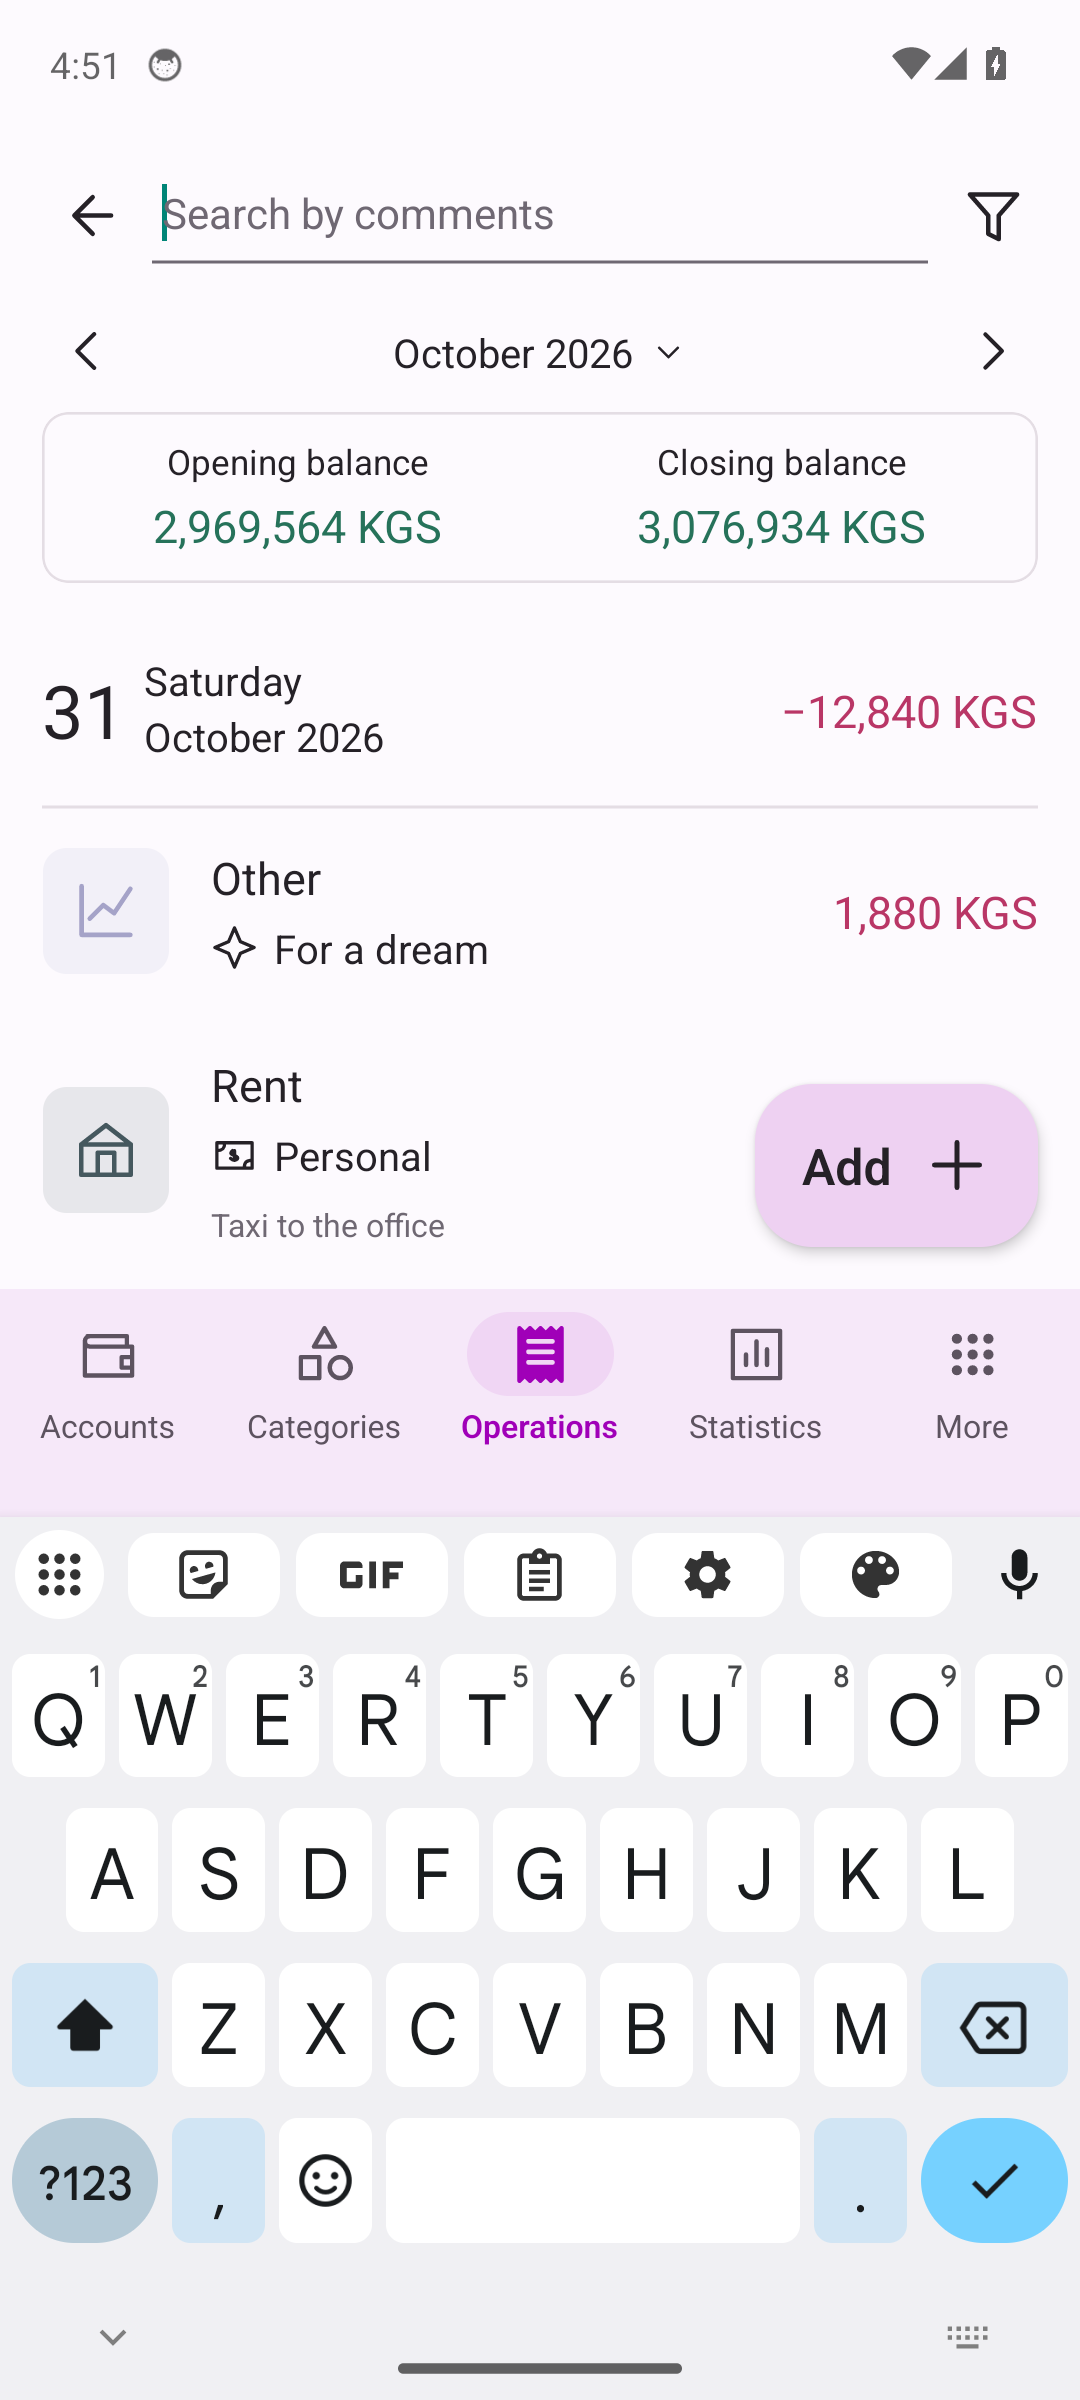 4:51
Search by comments
October 2026
Opening balance
Closing balance
2,969,564 KGS
3,076,934 KGS
31
Saturday
October 2026
−12,840 KGS
Other
For a dream
1,880 KGS
Rent
Personal
Taxi to the office
Add
Accounts
Categories
Operations
Statistics
More
GIF
Q 1 W 2 E 3 R 4 T 5 Y 6 U 7 I 8 O 9 P 0
A S D F G H J K L
Z X C V B N M
?123 , .